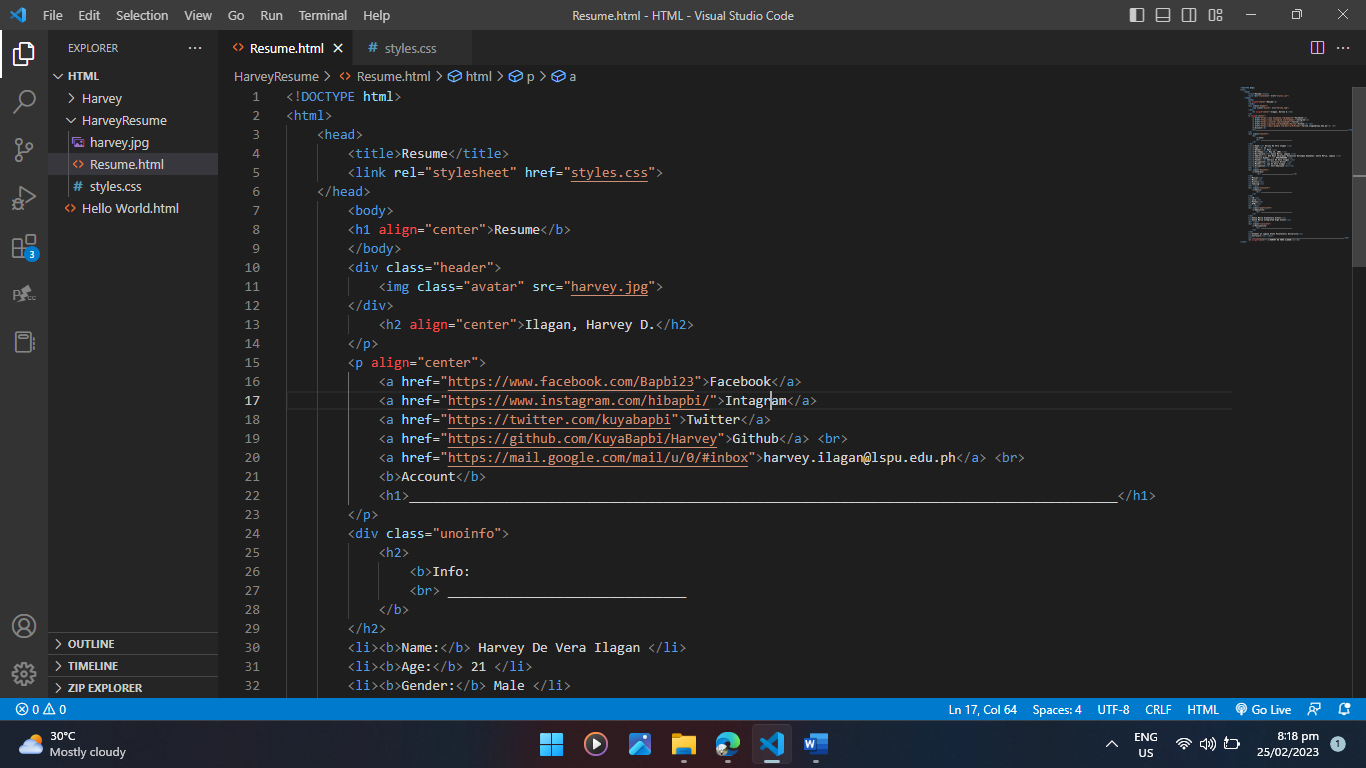 File Edit Selection View Go Run Terminal Help
Resume.html - HTML - Visual Studio Code
EXPLORER
HTML
Harvey
HarveyResume
harvey.jpg
Resume.html
styles.css
Hello World.html
OUTLINE
TIMELINE
ZIP EXPLORER
3
Resume.html
styles.css
HarveyResume > Resume.html > html > p > a
1 <!DOCTYPE html>
2 <html>
3 <head>
4 <title>Resume</title>
5 <link rel="stylesheet" href="styles.css">
6 </head>
7 <body>
8 <h1 align="center">Resume</b>
9 </body>
10 <div class="header">
11 <img class="avatar" src="harvey.jpg">
12 </div>
13 <h2 align="center">Ilagan, Harvey D.</h2>
14 </p>
15 <p align="center">
16 <a href="https://www.facebook.com/Bapbi23">Facebook</a>
17 <a href="https://www.instagram.com/hibapbi/">Intagram</a>
18 <a href="https://twitter.com/kuyabapbi">Twitter</a>
19 <a href="https://github.com/KuyaBapbi/Harvey">Github</a> <br>
20 <a href="https://mail.google.com/mail/u/0/#inbox">harvey.ilagan@lspu.edu.ph</a> <br>
21 <b>Account</b>
22 <h1>____________________________________________________________________________________________</h1>
23 </p>
24 <div class="unoinfo">
25 <h2>
26 <b>Info:
27 <br> _______________________________
28 </b>
29 </h2>
30 <li><b>Name:</b> Harvey De Vera Ilagan </li>
31 <li><b>Age:</b> 21 </li>
32 <li><b>Gender:</b> Male </li>
0 0
Ln 17, Col 64 Spaces: 4 UTF-8 CRLF HTML Go Live
30°C
Mostly cloudy
ENG
US
8:18 pm
25/02/2023
1